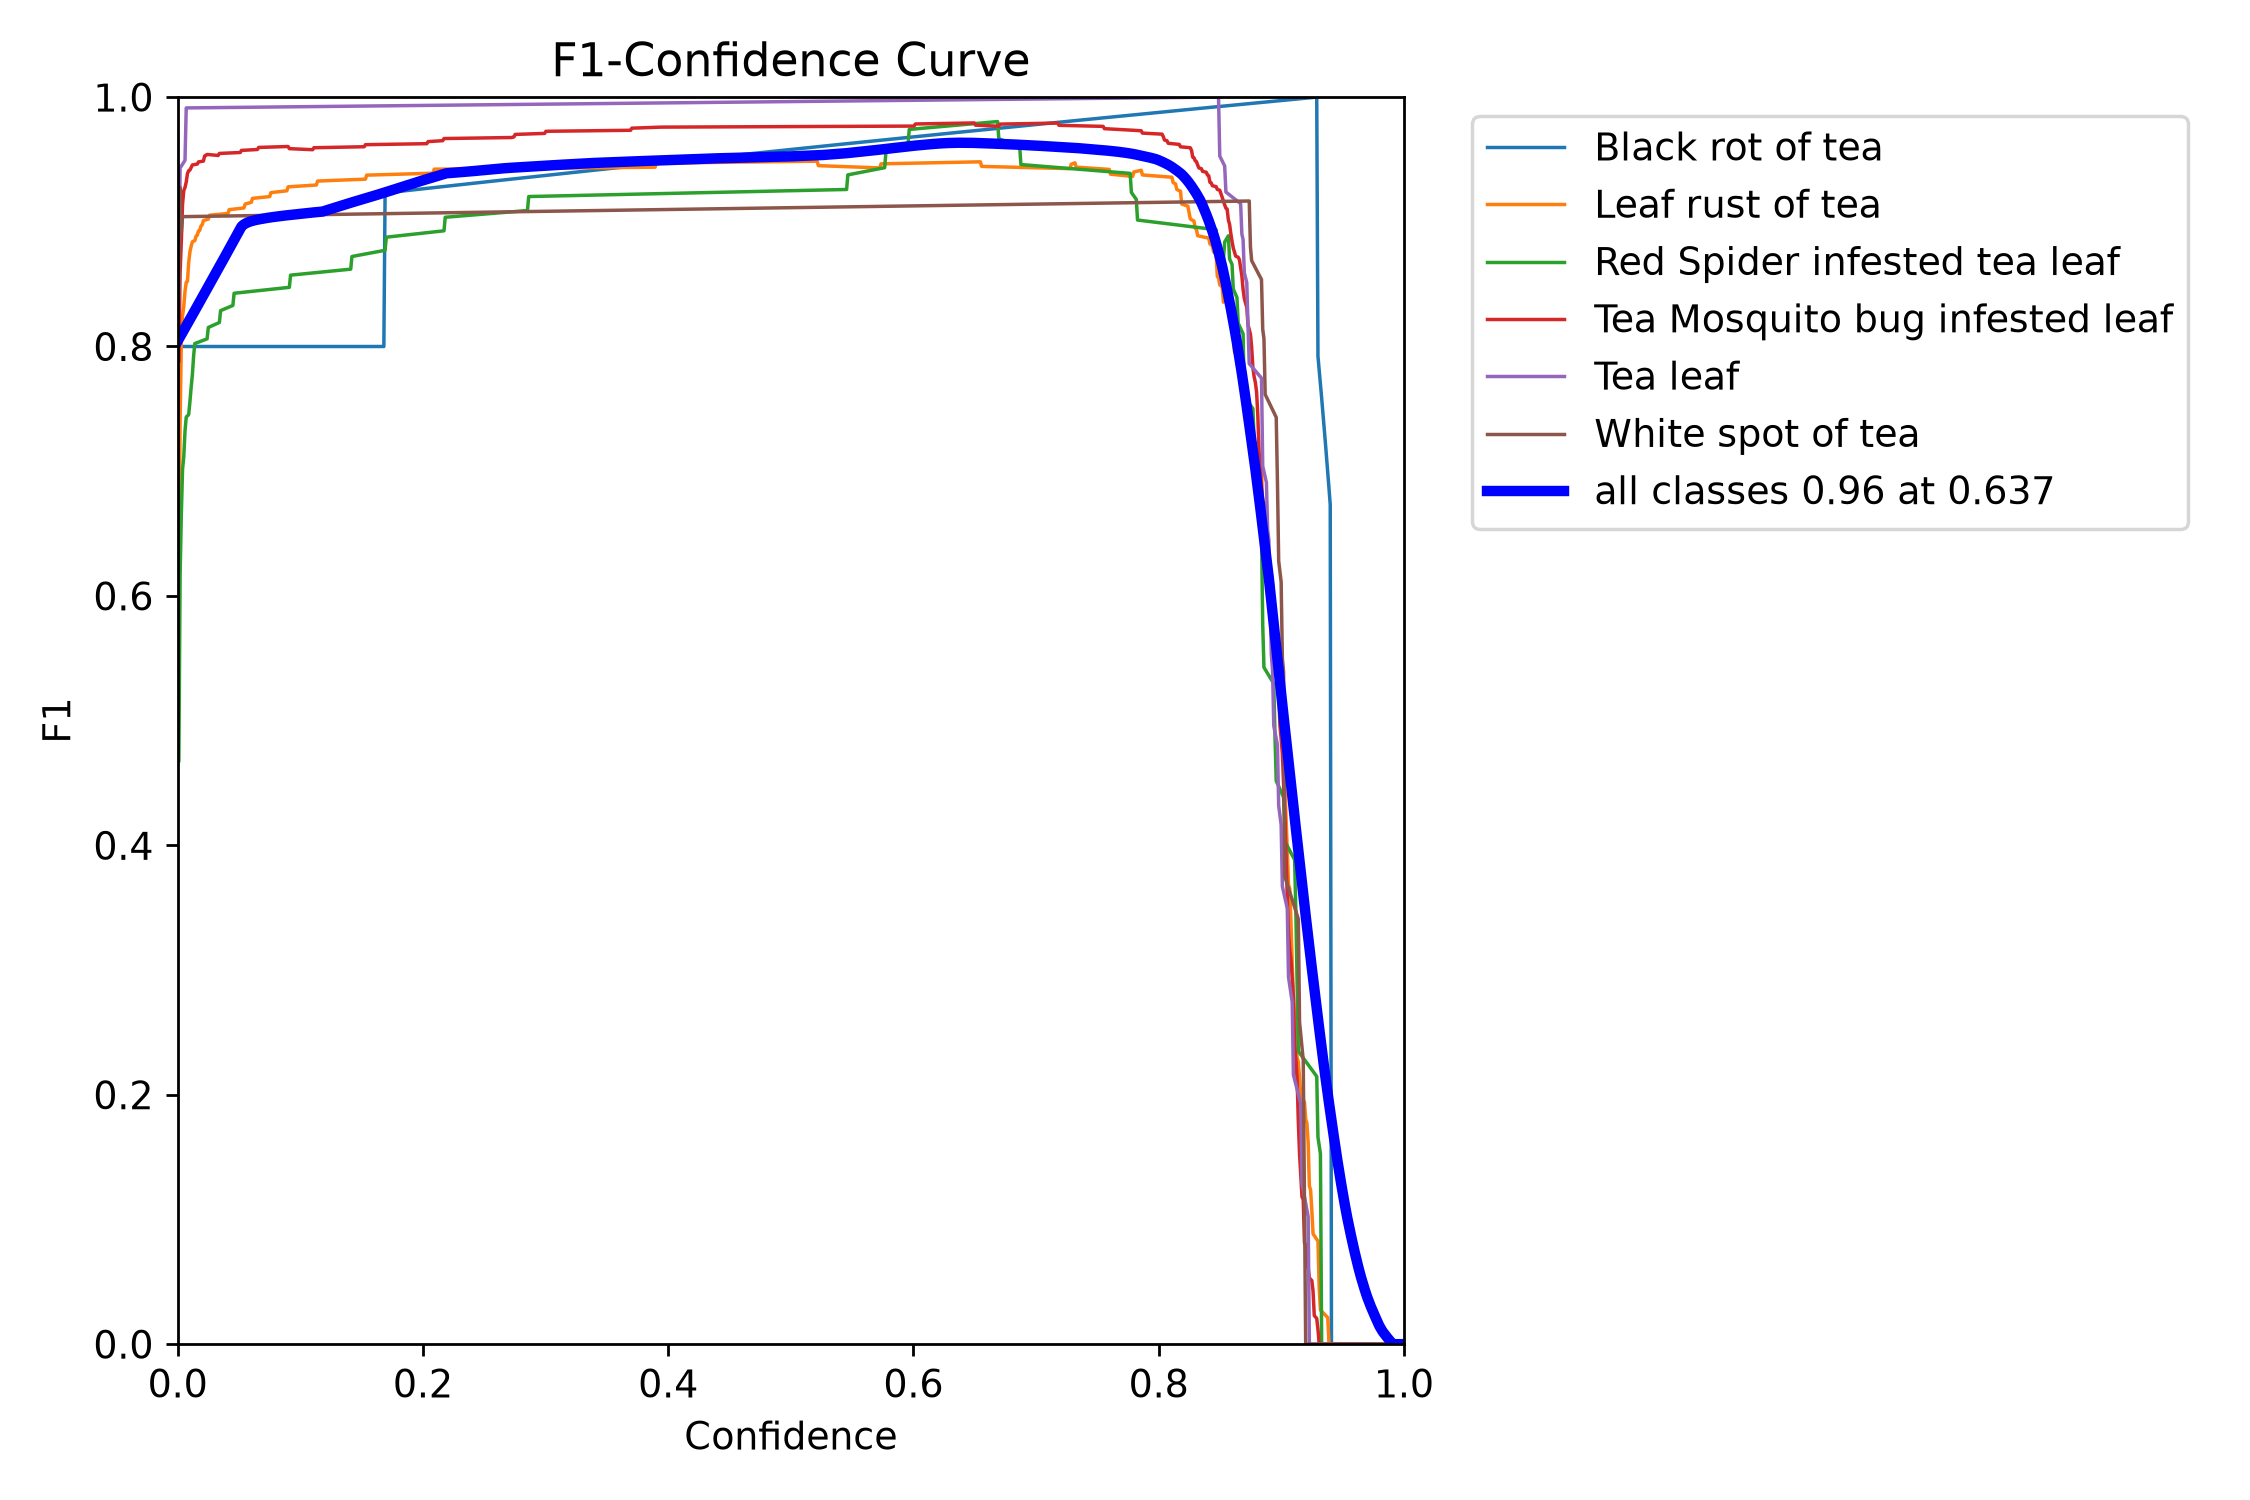 F1-Confidence Curve
1.0
0.8
0.6
0.4
0.2
0.0
F1
0.0 0.2 0.4 0.6 0.8 1.0
Confidence
Black rot of tea
Leaf rust of tea
Red Spider infested tea leaf
Tea Mosquito bug infested leaf
Tea leaf
White spot of tea
all classes 0.96 at 0.637